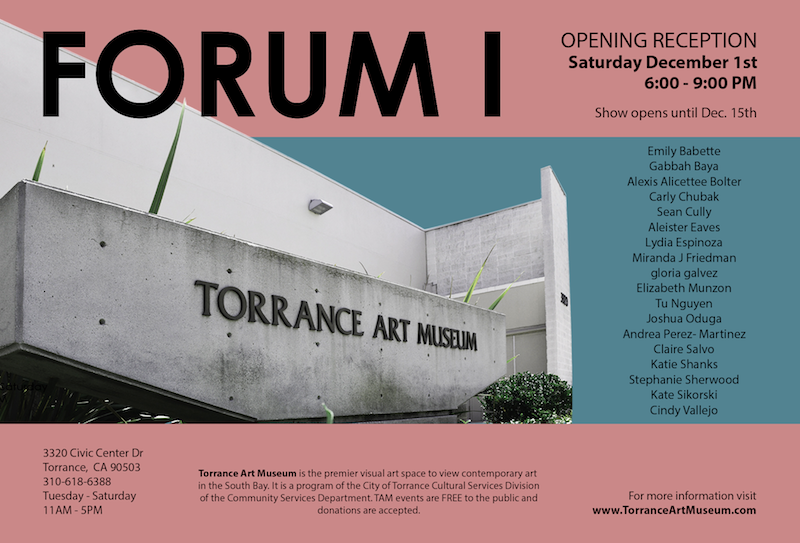 FORUM I
OPENING RECEPTION
Saturday December 1st
6:00 - 9:00 PM
Show opens until Dec. 15th
Emily Babette
Gabbah Baya
Alexis Alicettee Bolter
Carly Chubak
Sean Cully
Aleister Eaves
Lydia Espinoza
Miranda J Friedman
gloria galvez
Elizabeth Munzon
Tu Nguyen
Joshua Oduga
Andrea Perez- Martinez
Claire Salvo
Katie Shanks
Stephanie Sherwood
Kate Sikorski
Cindy Vallejo
TORRANCE ART MUSEUM
3320 Civic Center Dr
Torrance, CA 90503
310-618-6388
Tuesday - Saturday
11AM - 5PM
Torrance Art Museum is the premier visual art space to view contemporary art
in the South Bay. It is a program of the City of Torrance Cultural Services Division
of the Community Services Department. TAM events are FREE to the public and
donations are accepted.
For more information visit
www.TorranceArtMuseum.com